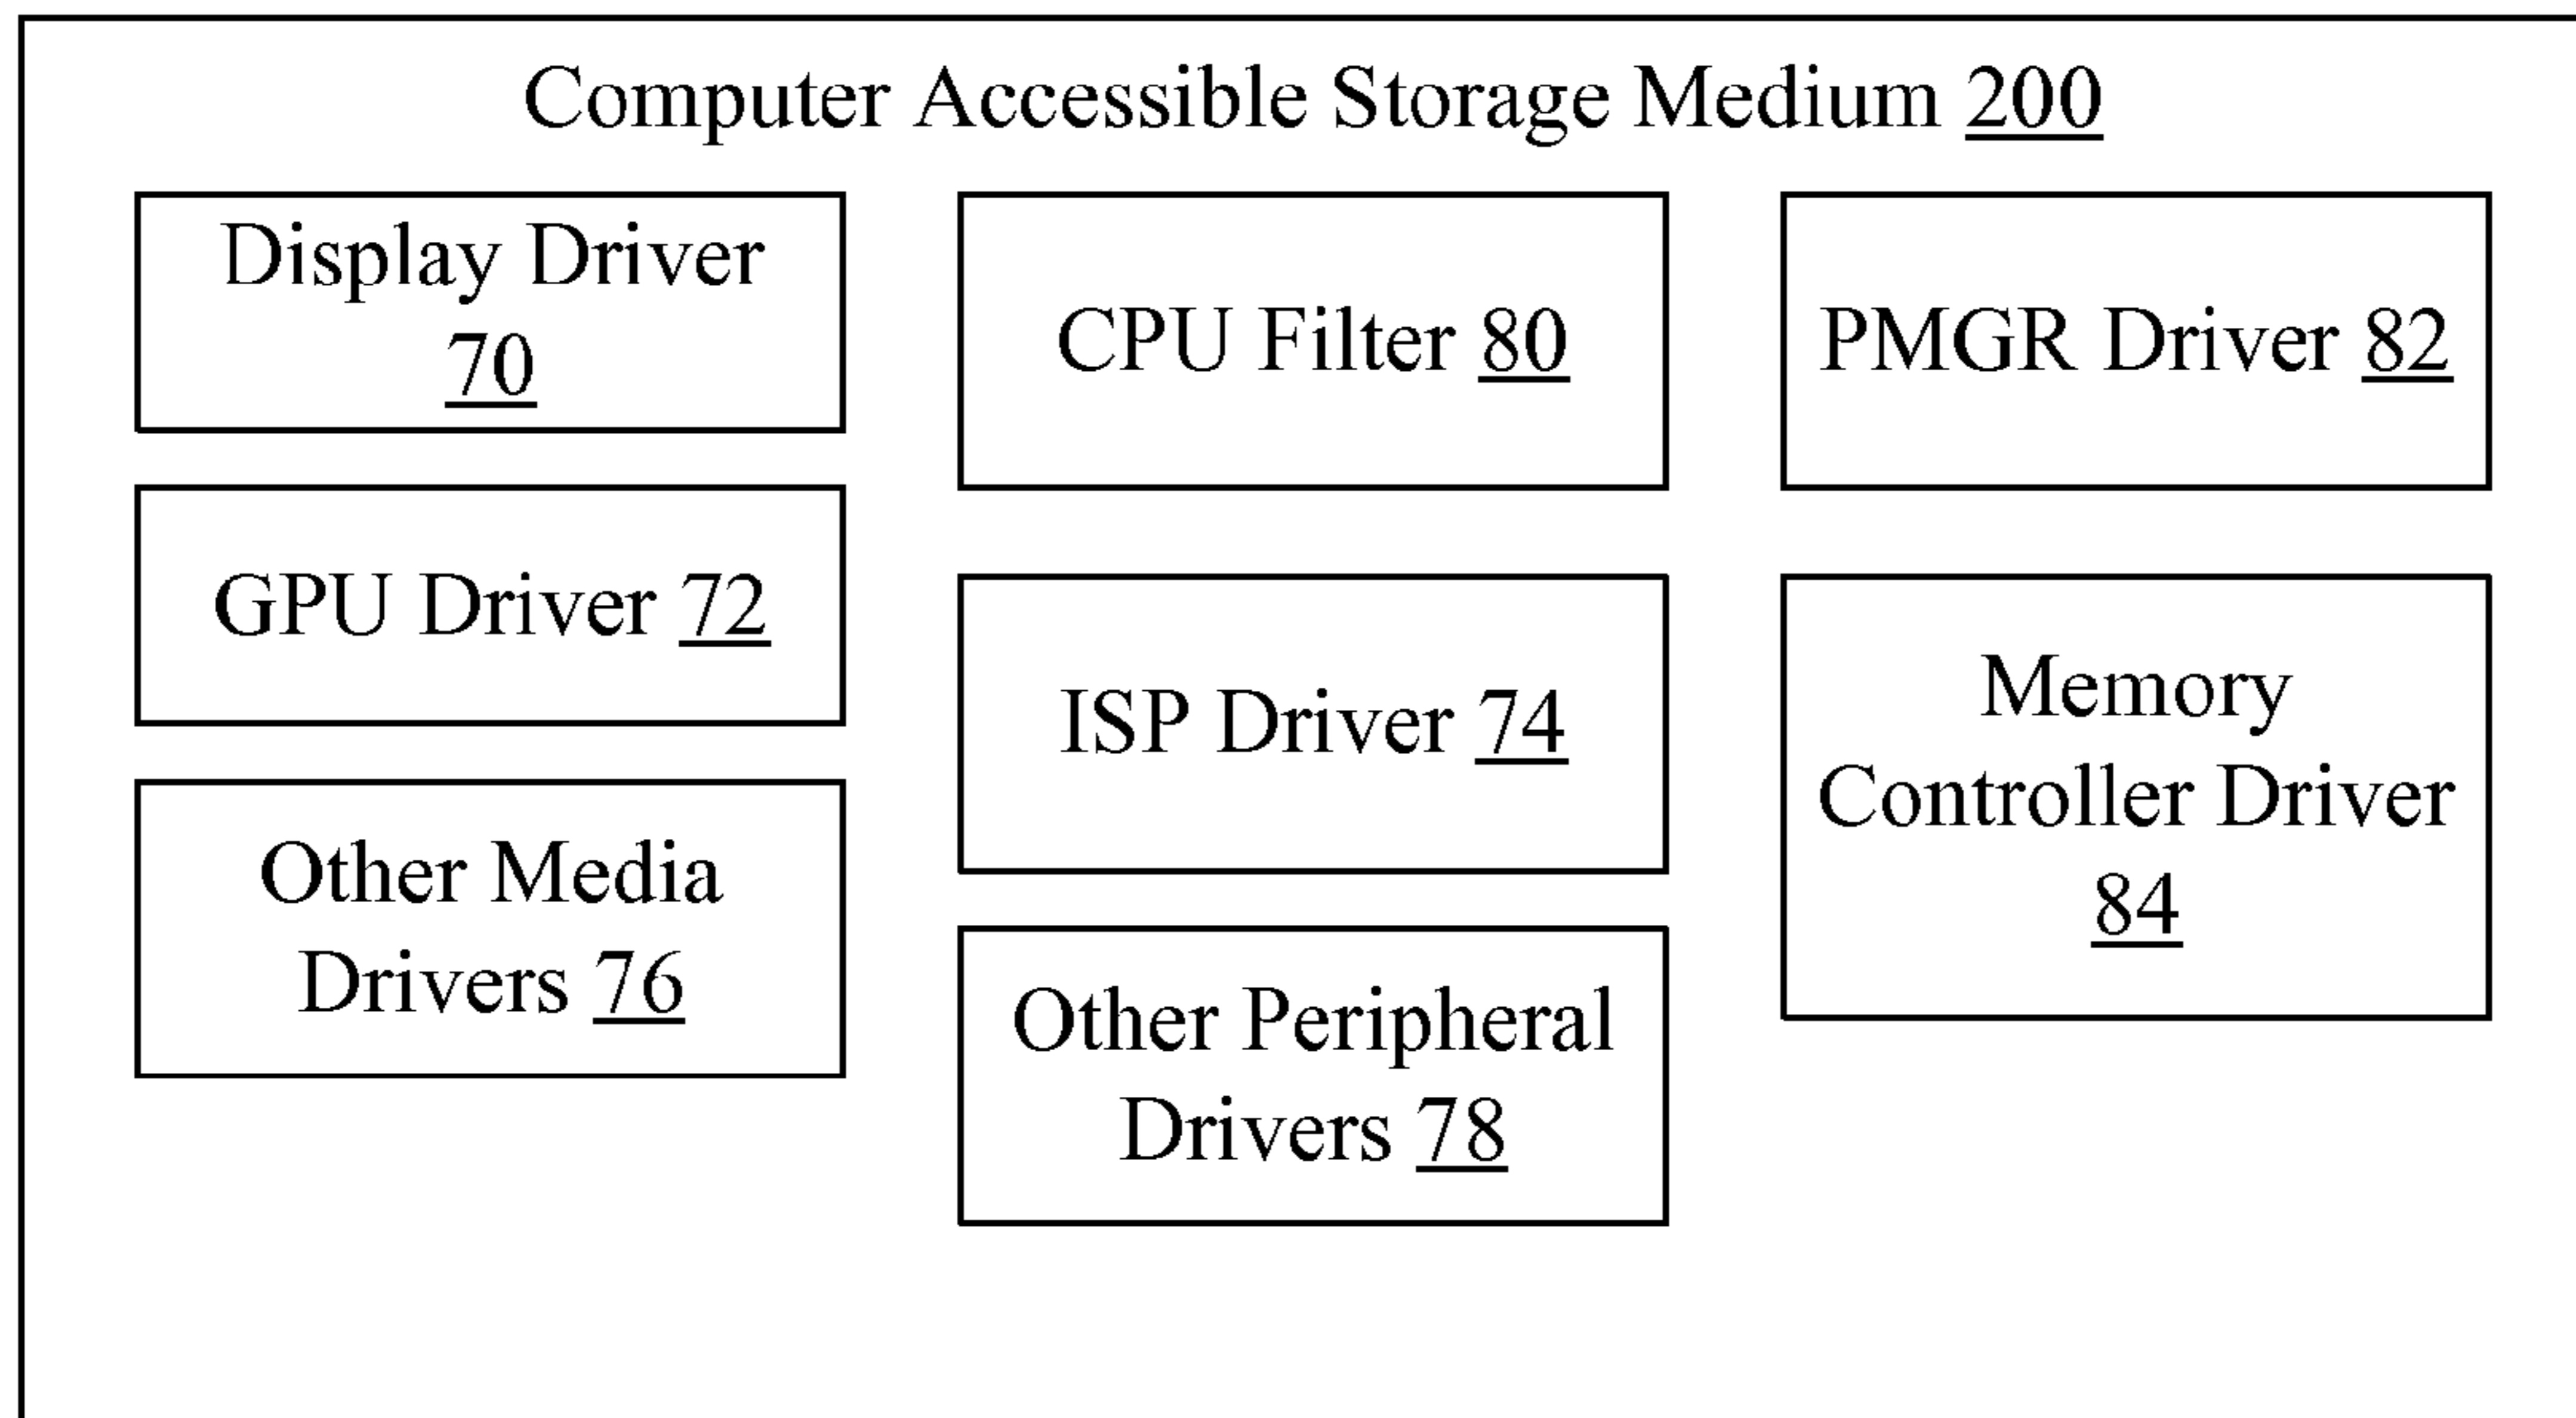 Computer Accessible Storage Medium 200
Display Driver
70
CPU Filter 80
PMGR Driver 82
GPU Driver 72
ISP Driver 74
Memory
Controller Driver
84
Other Media
Drivers 76
Other Peripheral
Drivers 78